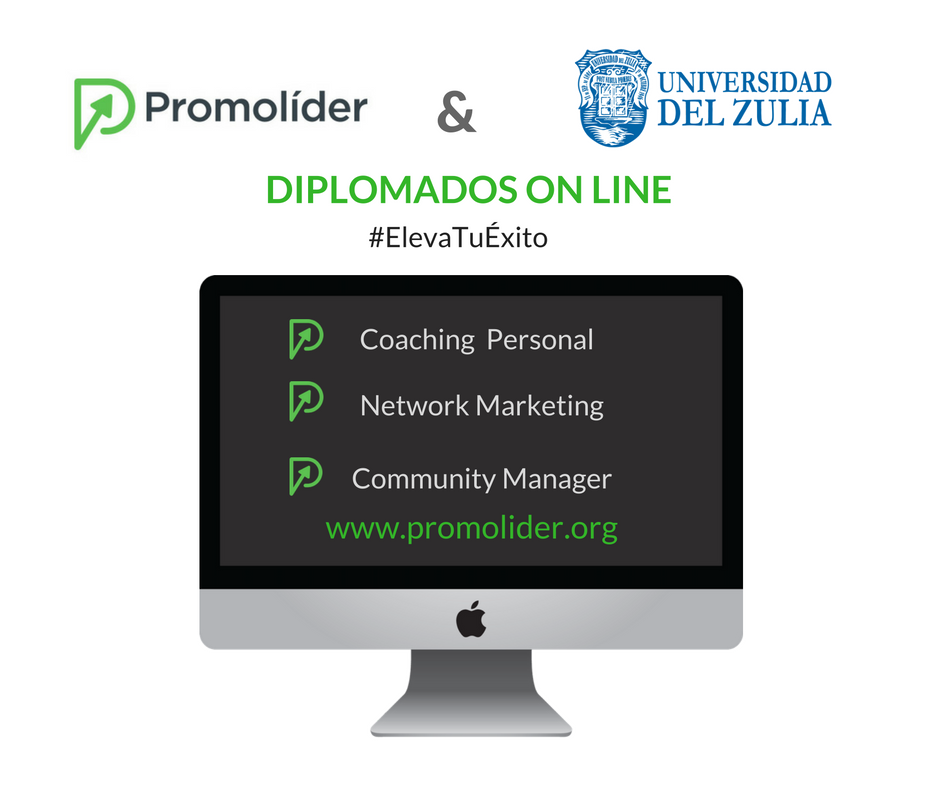 Promolíder
&
UNIVERSIDAD
DEL ZULIA
DIPLOMADOS ON LINE
#ElevaTuÉxito
Coaching Personal
Network Marketing
Community Manager
www.promolider.org